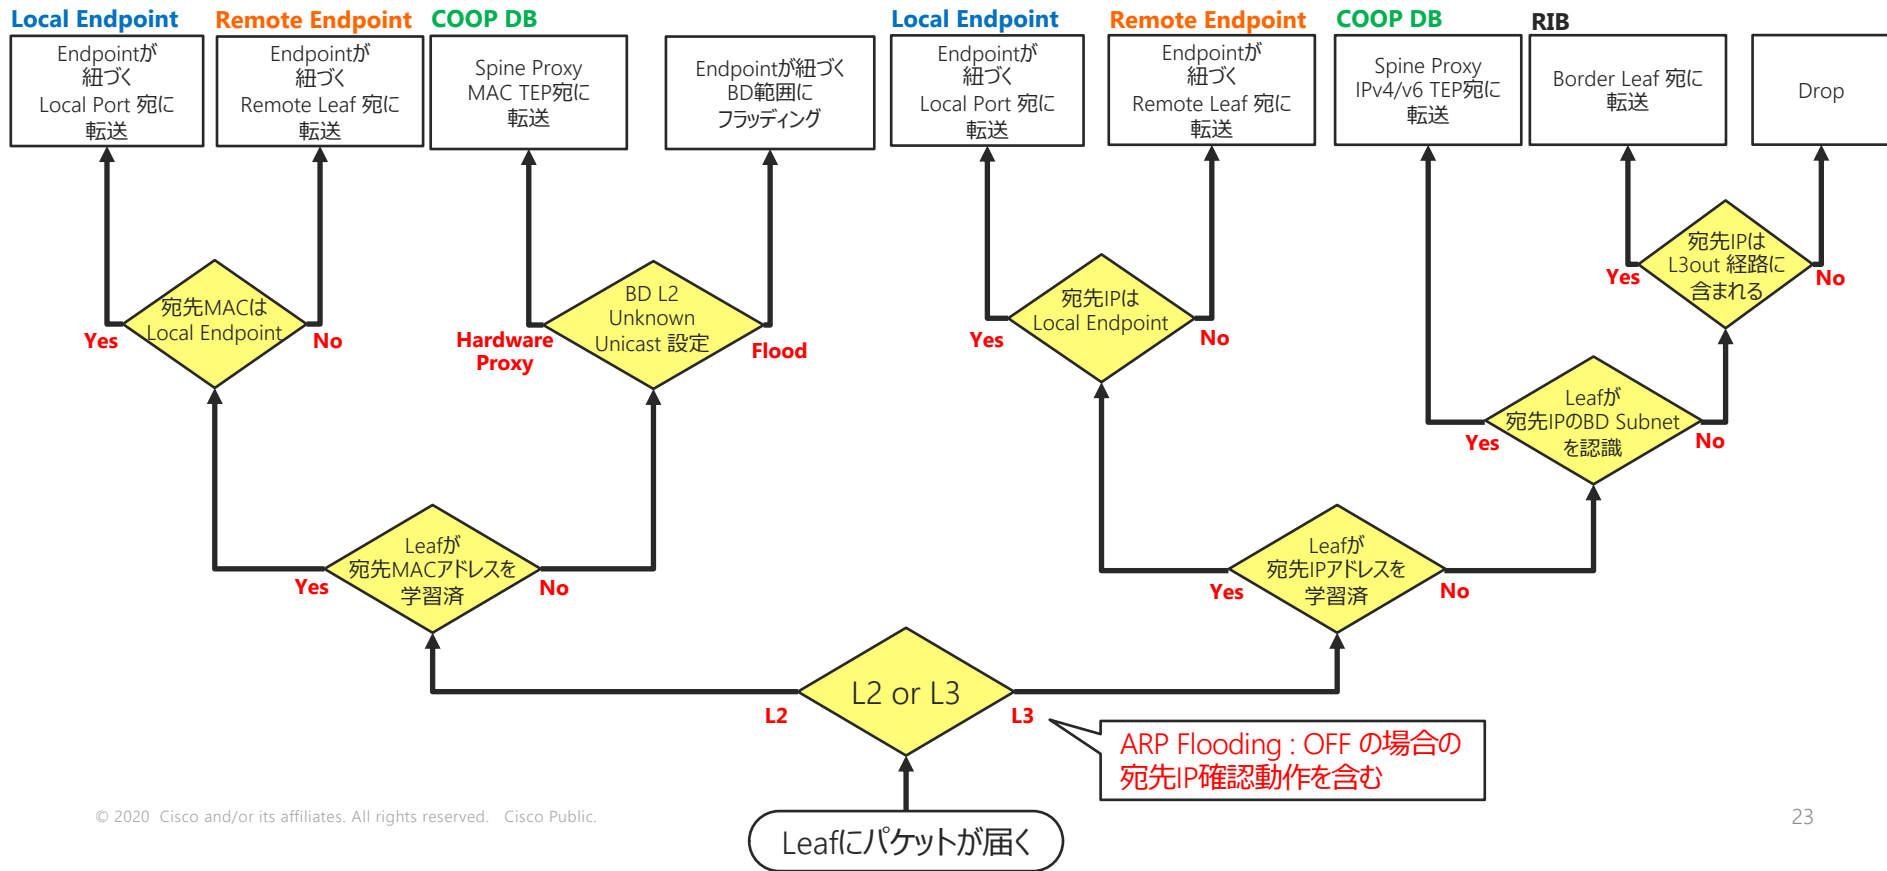 Local Endpoint
Remote Endpoint
COOP DB
Local Endpoint
Remote Endpoint
COOP DB
RIB
Endpointが
紐づく
Local Port 宛に
転送
Endpointが
紐づく
Remote Leaf 宛に
転送
Spine Proxy
MAC TEP宛に
転送
Endpointが紐づく
BD範囲に
フラッディング
Endpointが
紐づく
Local Port 宛に
転送
Endpointが
紐づく
Remote Leaf 宛に
転送
Spine Proxy
IPv4/v6 TEP宛に
転送
Border Leaf 宛に
転送
Drop
宛先IPは
L3out 経路に
含まれる
Yes
No
宛先MACは
Local Endpoint
Yes
No
BD L2
Unknown
Unicast 設定
Hardware
Proxy
Flood
宛先IPは
Local Endpoint
Yes
No
Leafが
宛先IPのBD Subnet
を認識
Yes
No
Leafが
宛先MACアドレスを
学習済
Yes
No
Leafが
宛先IPアドレスを
学習済
Yes
No
L2 or L3
L2
L3
ARP Flooding : OFF の場合の
宛先IP確認動作を含む
Leafにパケットが届く
© 2020 Cisco and/or its affiliates. All rights reserved. Cisco Public.
23